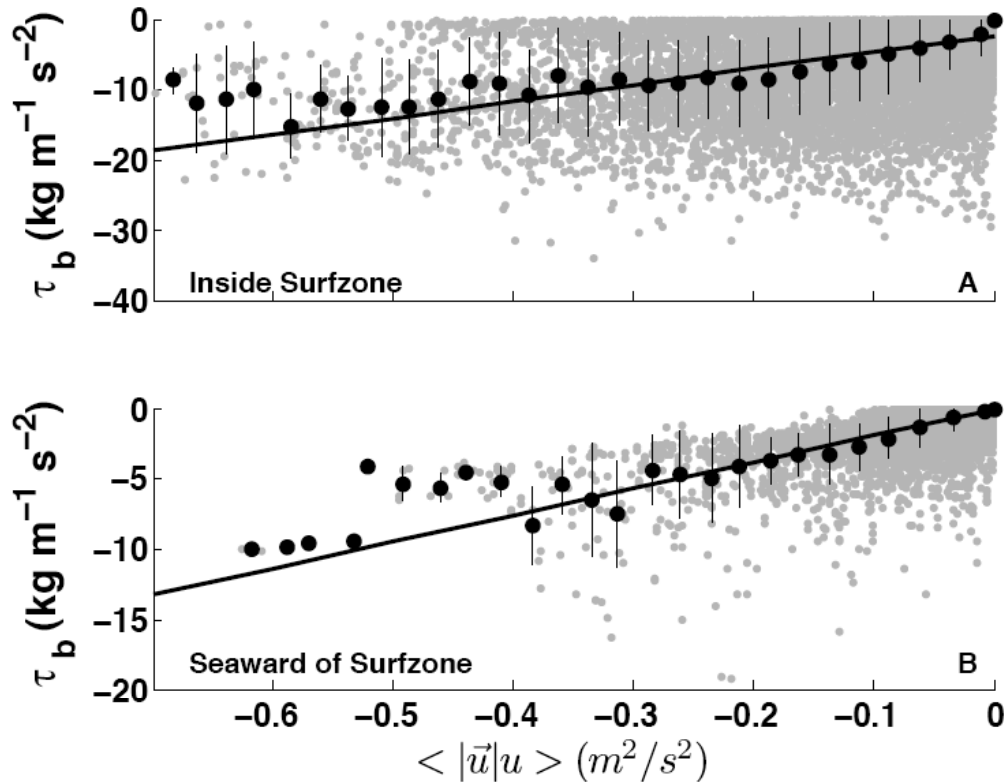 0
−10
−20
−30
−40
τ b (kg m−1 s−2)
Inside Surfzone
A
0
−5
−10
−15
−20
τ b (kg m−1 s−2)
Seaward of Surfzone
B
−0.6 −0.5 −0.4 −0.3 −0.2 −0.1 0
< |u⃗|u > (m²/s²)